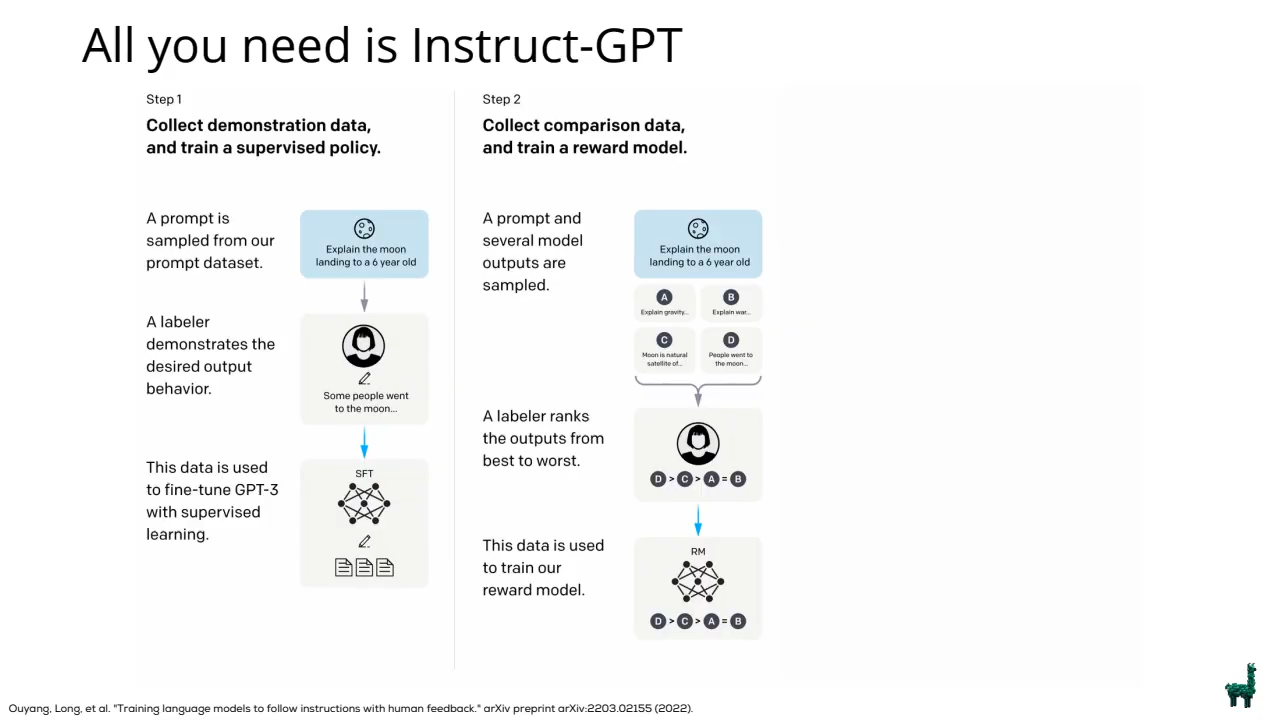 All you need is Instruct-GPT
Step 1
Collect demonstration data,
and train a supervised policy.
A prompt is
sampled from our
prompt dataset.
Explain the moon
landing to a 6 year old
A labeler
demonstrates the
desired output
behavior.
Some people went
to the moon...
This data is used
to fine-tune GPT-3
with supervised
learning.
SFT
Step 2
Collect comparison data,
and train a reward model.
A prompt and
several model
outputs are
sampled.
Explain the moon
landing to a 6 year old
A
Explain gravity...
B
Explain war...
C
Moon is natural
satellite of...
D
People went to
the moon...
A labeler ranks
the outputs from
best to worst.
D > C > A = B
This data is used
to train our
reward model.
RM
D > C > A = B
Ouyang, Long, et al. "Training language models to follow instructions with human feedback." arXiv preprint arXiv:2203.02155 (2022).